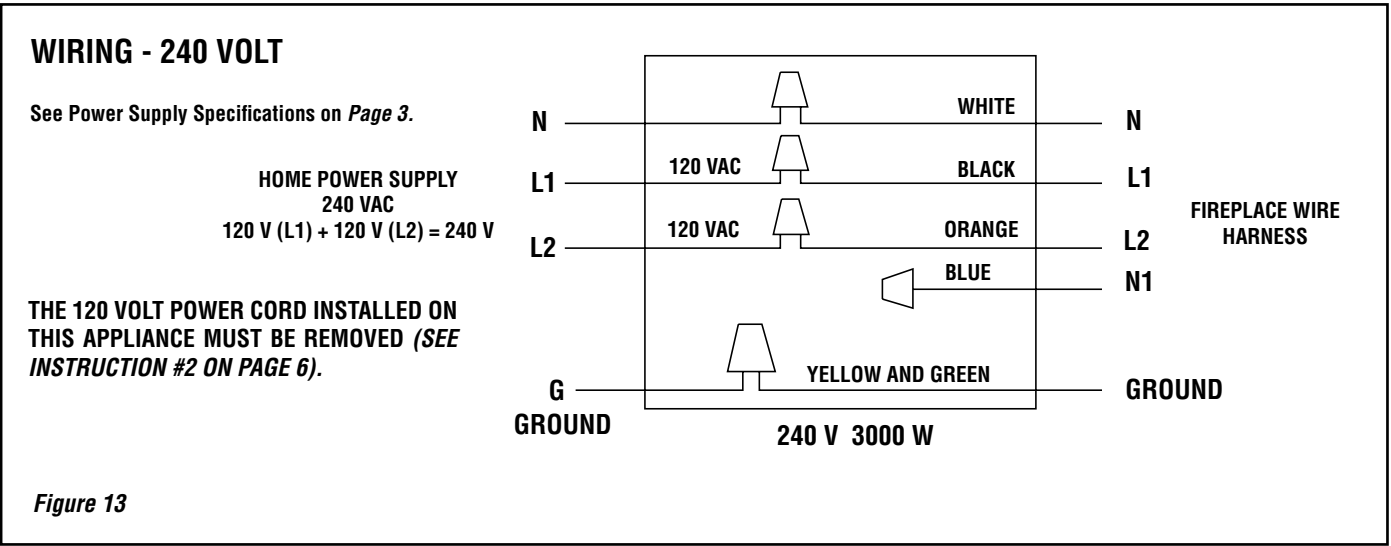 WIRING - 240 VOLT
See Power Supply Specifications on Page 3.
HOME POWER SUPPLY
240 VAC
120 V (L1) + 120 V (L2) = 240 V
THE 120 VOLT POWER CORD INSTALLED ON
THIS APPLIANCE MUST BE REMOVED (SEE
INSTRUCTION #2 ON PAGE 6).
N WHITE N
L1 120 VAC BLACK L1
L2 120 VAC ORANGE L2
BLUE N1
FIREPLACE WIRE
HARNESS
G YELLOW AND GREEN GROUND
GROUND
240 V 3000 W
Figure 13